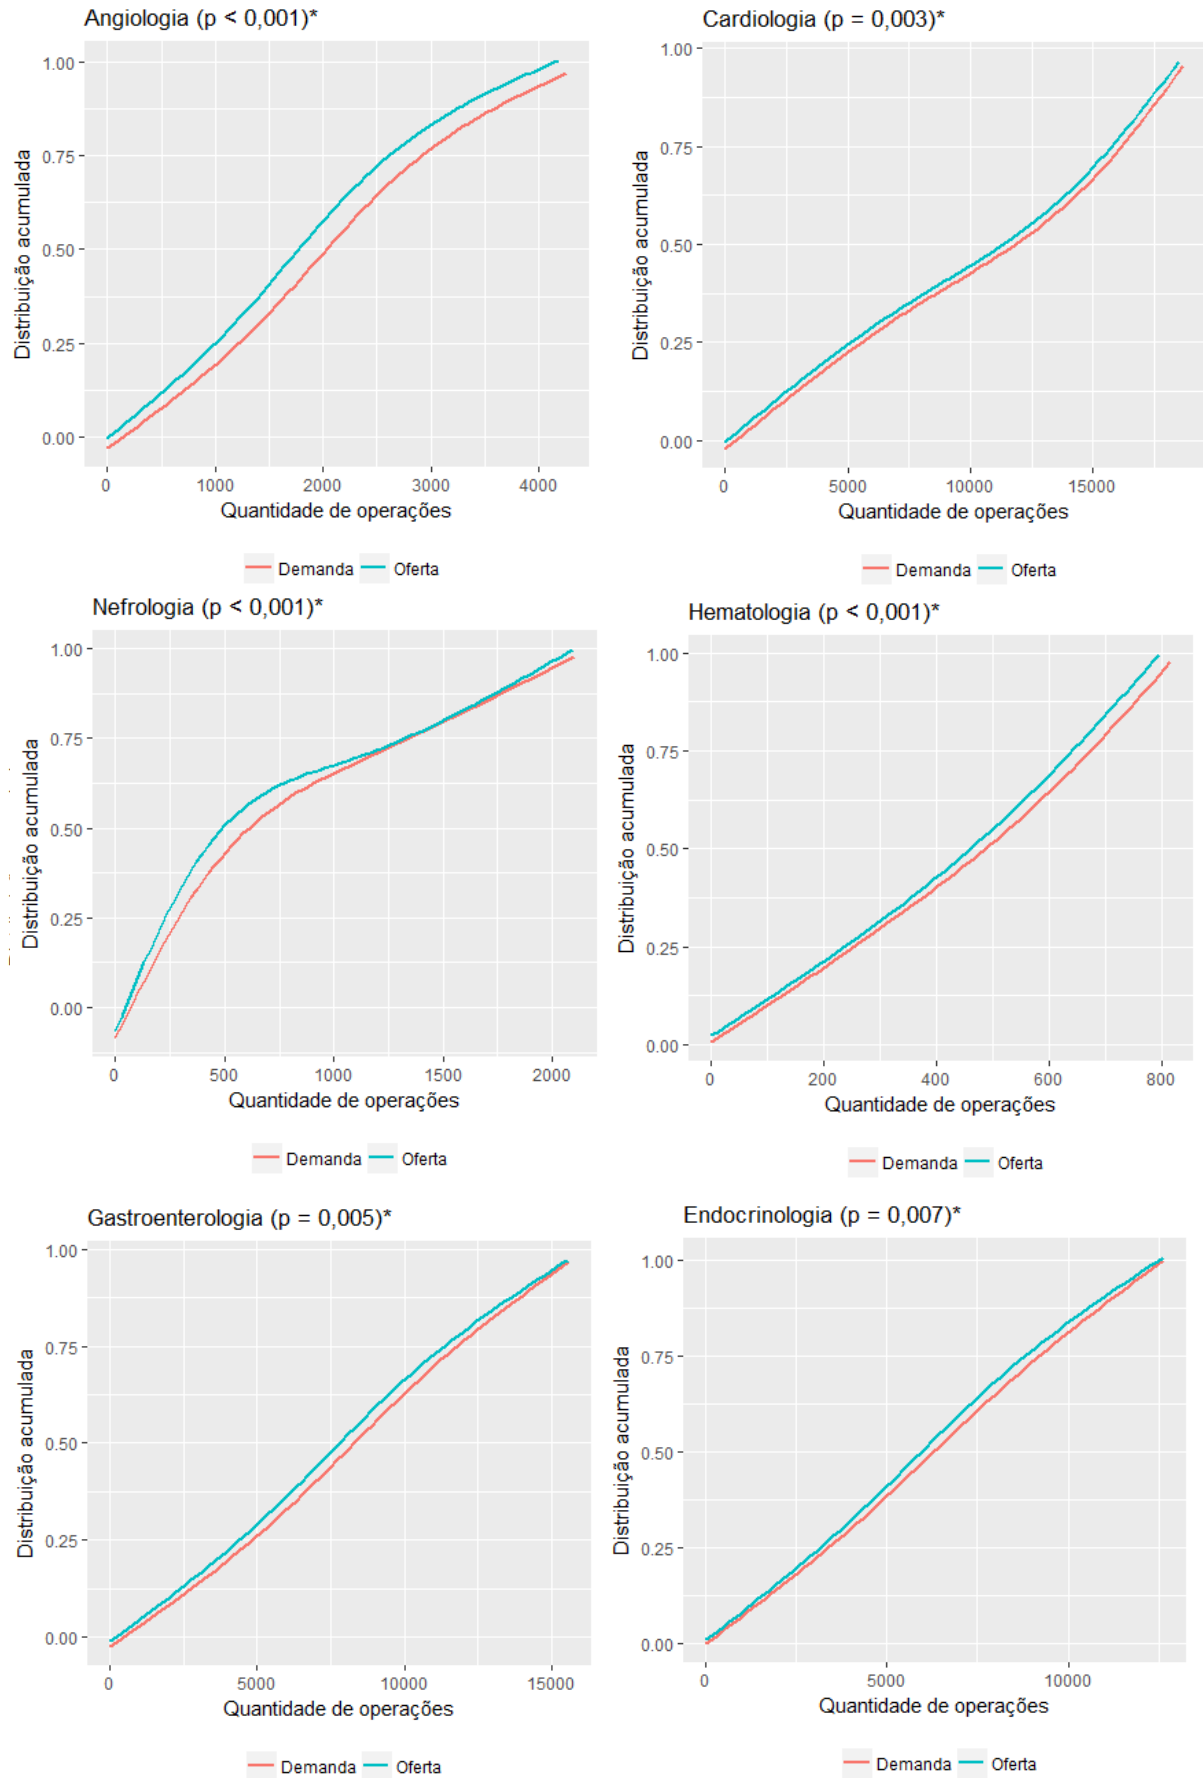 Angiologia (p < 0,001)*
Distribuição acumulada
1.00
0.75
0.50
0.25
0.00
0 1000 2000 3000 4000
Quantidade de operações
Demanda Oferta
Cardiologia (p = 0,003)*
Distribuição acumulada
1.00
0.75
0.50
0.25
0.00
0 5000 10000 15000
Quantidade de operações
Demanda Oferta
Nefrologia (p < 0,001)*
Distribuição acumulada
1.00
0.75
0.50
0.25
0.00
0 500 1000 1500 2000
Quantidade de operações
Demanda Oferta
Hematologia (p < 0,001)*
Distribuição acumulada
1.00
0.75
0.50
0.25
0.00
0 200 400 600 800
Quantidade de operações
Demanda Oferta
Gastroenterologia (p = 0,005)*
Distribuição acumulada
1.00
0.75
0.50
0.25
0.00
0 5000 10000 15000
Quantidade de operações
Demanda Oferta
Endocrinologia (p = 0,007)*
Distribuição acumulada
1.00
0.75
0.50
0.25
0.00
0 5000 10000
Quantidade de operações
Demanda Oferta